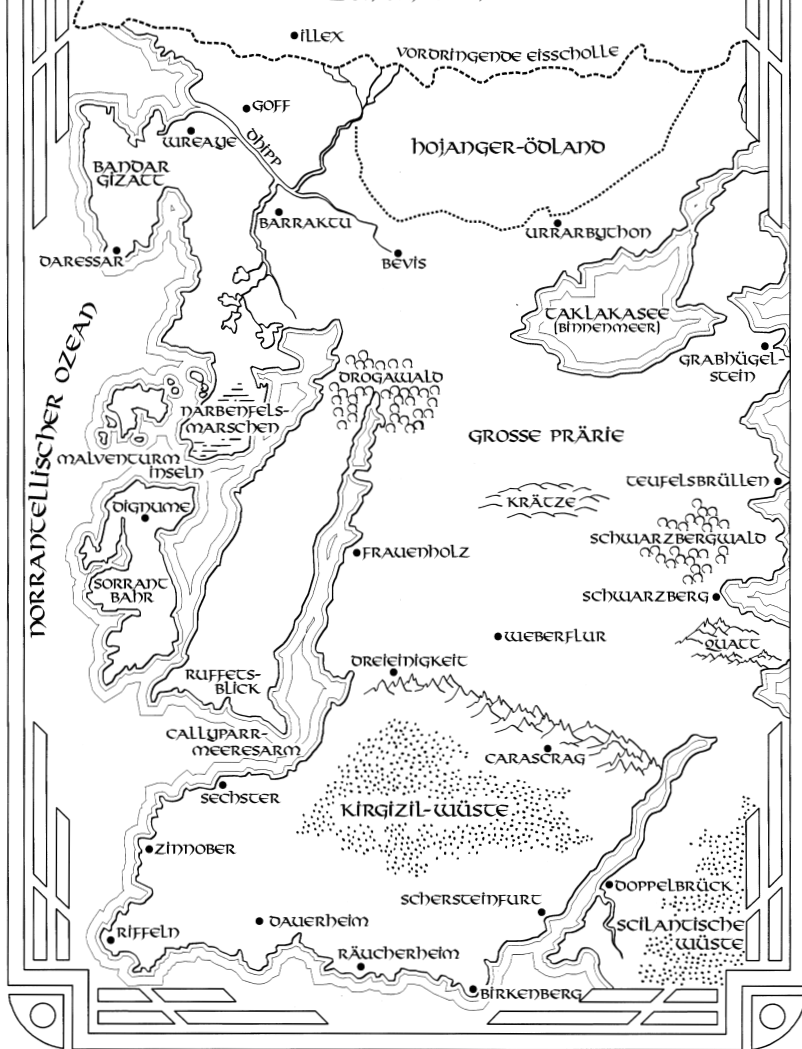 ILLEX
VORDRINGENDE EISSCHOLLE
GOFF
WREAYE
DHIPP
HOJANGER-ÖDLAND
BANDAR
GIZATT
BARRAKTU
URRARBYTHON
DARESSAR
BEVIS
TAKLAKASEE
(BINNENMEER)
GRABHÜGEL-
STEIN
NORRANTELLISCHER OZEAN
DROGAWALD
NARBENFELS-
MARSCHEN
GROSSE PRÄRIE
MALVENTURM
INSELN
TEUFELSBRÜLLEN
KRÄTZE
DIGNUME
SCHWARZBERGWALD
FRAUENHOLZ
SORRANT
BAHR
SCHWARZBERG
WEBERFLUR
QUATT
DREIEINIGKEIT
RUFFETS-
BLICK
CALLYPARR-
MEERESARM
CARASCRAG
SECHSTER
KIRGIZIL-WÜSTE
ZINNOBER
DOPPELBRÜCK
SCHERSTEINFURT
SCILANTISCHE
WÜSTE
DAUERHEIM
RIFFELN
RÄUCHERHEIM
BIRKENBERG